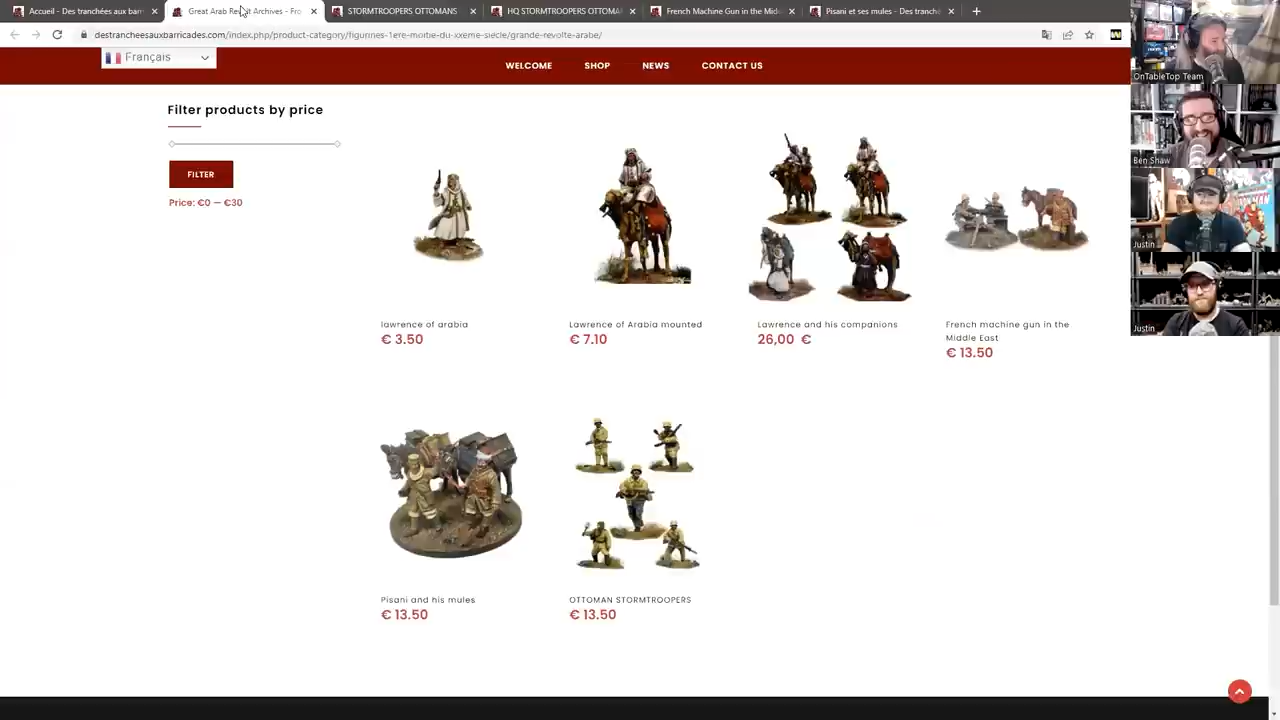 Accueil - Des tranchées aux barr
Great Arab Revolt Archives - Fro
STORMTROOPERS OTTOMANS
HQ STORMTROOPERS OTTOMA
French Machine Gun in the Mid
Pisani et ses mules - Des tranché
destrancheesauxbarricades.com/index.php/product-category/figurines-1ere-moitie-du-xxeme-siecle/grande-revolte-arabe/
Français
WELCOME
SHOP
NEWS
CONTACT US
OnTableTop Team
Ben Shaw
Justin
Justin
Filter products by price
FILTER
Price: €0 — €30
lawrence of arabia
€ 3.50
Lawrence of Arabia mounted
€ 7.10
Lawrence and his companions
26,00 €
French machine gun in the
Middle East
€ 13.50
Pisani and his mules
€ 13.50
OTTOMAN STORMTROOPERS
€ 13.50